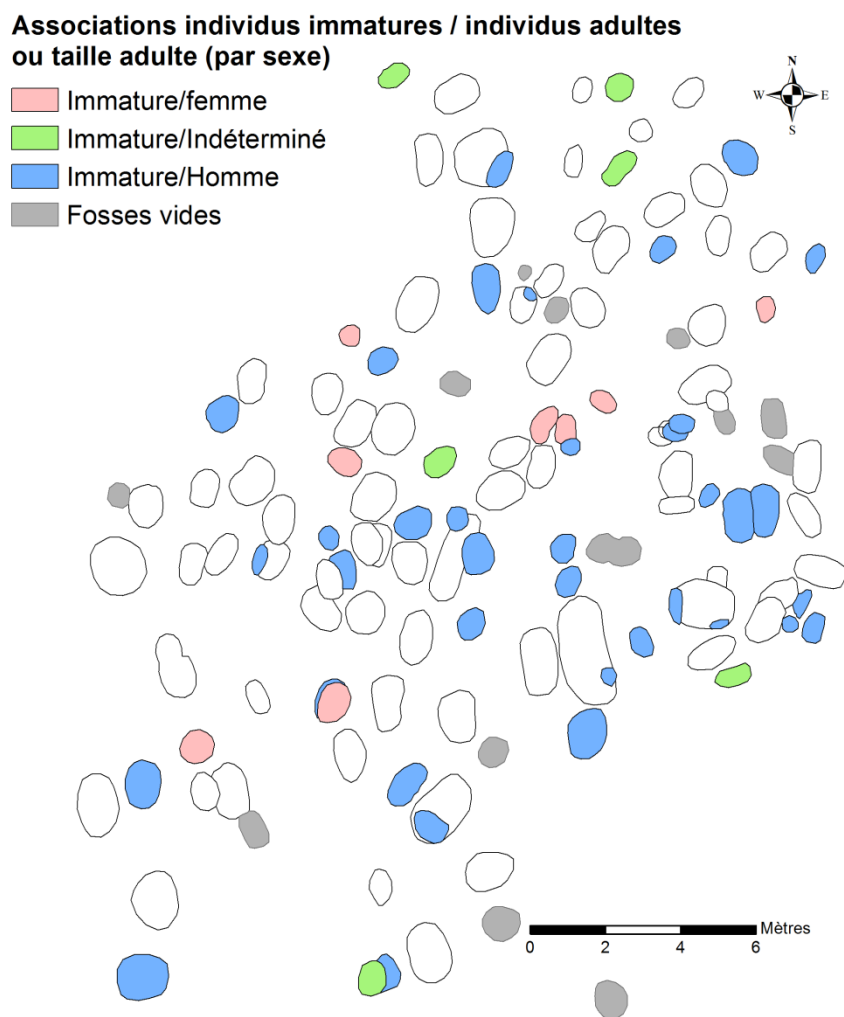 Associations individus immatures / individus adultes
ou taille adulte (par sexe)
Immature/femme
Immature/Indéterminé
Immature/Homme
Fosses vides
N
W E
S
Mètres
0 2 4 6